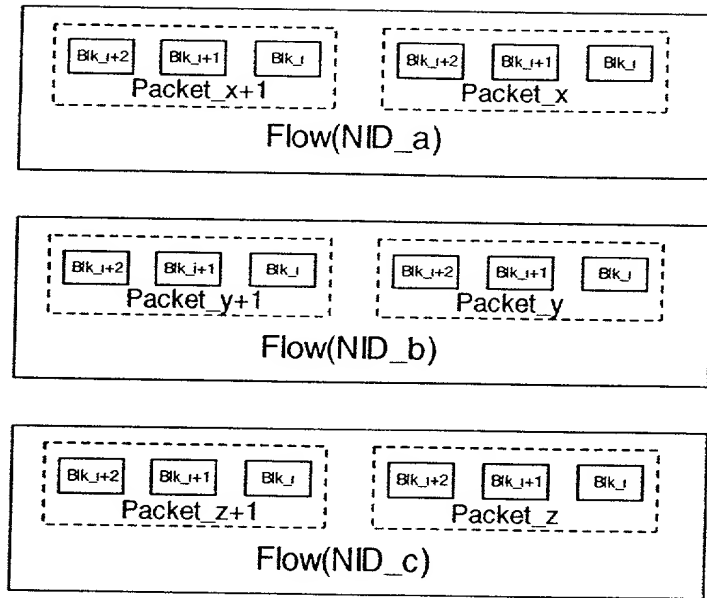 Blk_i+2 Blk_i+1 Blk_i Blk_i+2 Blk_i+1 Blk_i
Packet_x+1 Packet_x
Flow(NID_a)
Blk_i+2 Blk_i+1 Blk_i Blk_i+2 Blk_i+1 Blk_i
Packet_y+1 Packet_y
Flow(NID_b)
Blk_i+2 Blk_i+1 Blk_i Blk_i+2 Blk_i+1 Blk_i
Packet_z+1 Packet_z
Flow(NID_c)